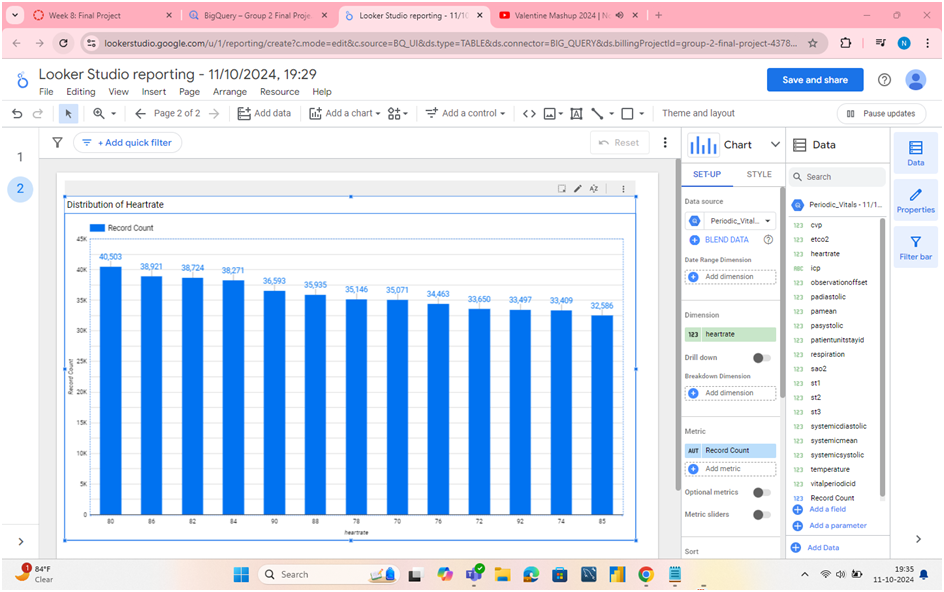 Week 8: Final Project
BigQuery – Group 2 Final Proje
Looker Studio reporting - 11/10
Valentine Mashup 2024 | N
lookerstudio.google.com/u/1/reporting/create?c.mode=edit&c.source=BQ_UI&ds.type=TABLE&ds.connector=BIG_QUERY&ds.billingProjectId=group-2-final-project-4378...
N
Looker Studio reporting - 11/10/2024, 19:29
File Editing View Insert Page Arrange Resource Help
Save and share
Page 2 of 2
Add data
Add a chart
Add a control
Theme and layout
Pause updates
+ Add quick filter
Reset
1
2
Distribution of Heartrate
Record Count
45K
40K
35K
30K
25K
20K
15K
10K
5K
0
Record Count
40,503 38,921 38,724 38,271 36,593 35,935 35,146 35,071 34,463 33,650 33,497 33,409 32,586
80 86 82 84 90 88 78 70 76 72 92 74 85
heartrate
Chart
SET-UP STYLE
Data source
Periodic_Vital...
BLEND DATA
Date Range Dimension
Add dimension
Dimension
123 heartrate
Drill down
Breakdown Dimension
Add dimension
Metric
AUT Record Count
Add metric
Optional metrics
Metric sliders
Sort
Data
Search
Periodic_Vitals - 11/1...
123 cvp
123 etco2
123 heartrate
ABC icp
123 observationoffset
123 padiastolic
123 pamean
123 pasystolic
123 patientunitstayid
123 respiration
123 sao2
123 st1
123 st2
123 st3
123 systemicdiastolic
123 systemicmean
123 systemicsystolic
123 temperature
123 vitalperiodicid
123 Record Count
Add a field
Add a parameter
Add Data
Data
Properties
Filter bar
1
84°F
Clear
Search
19:35
11-10-2024